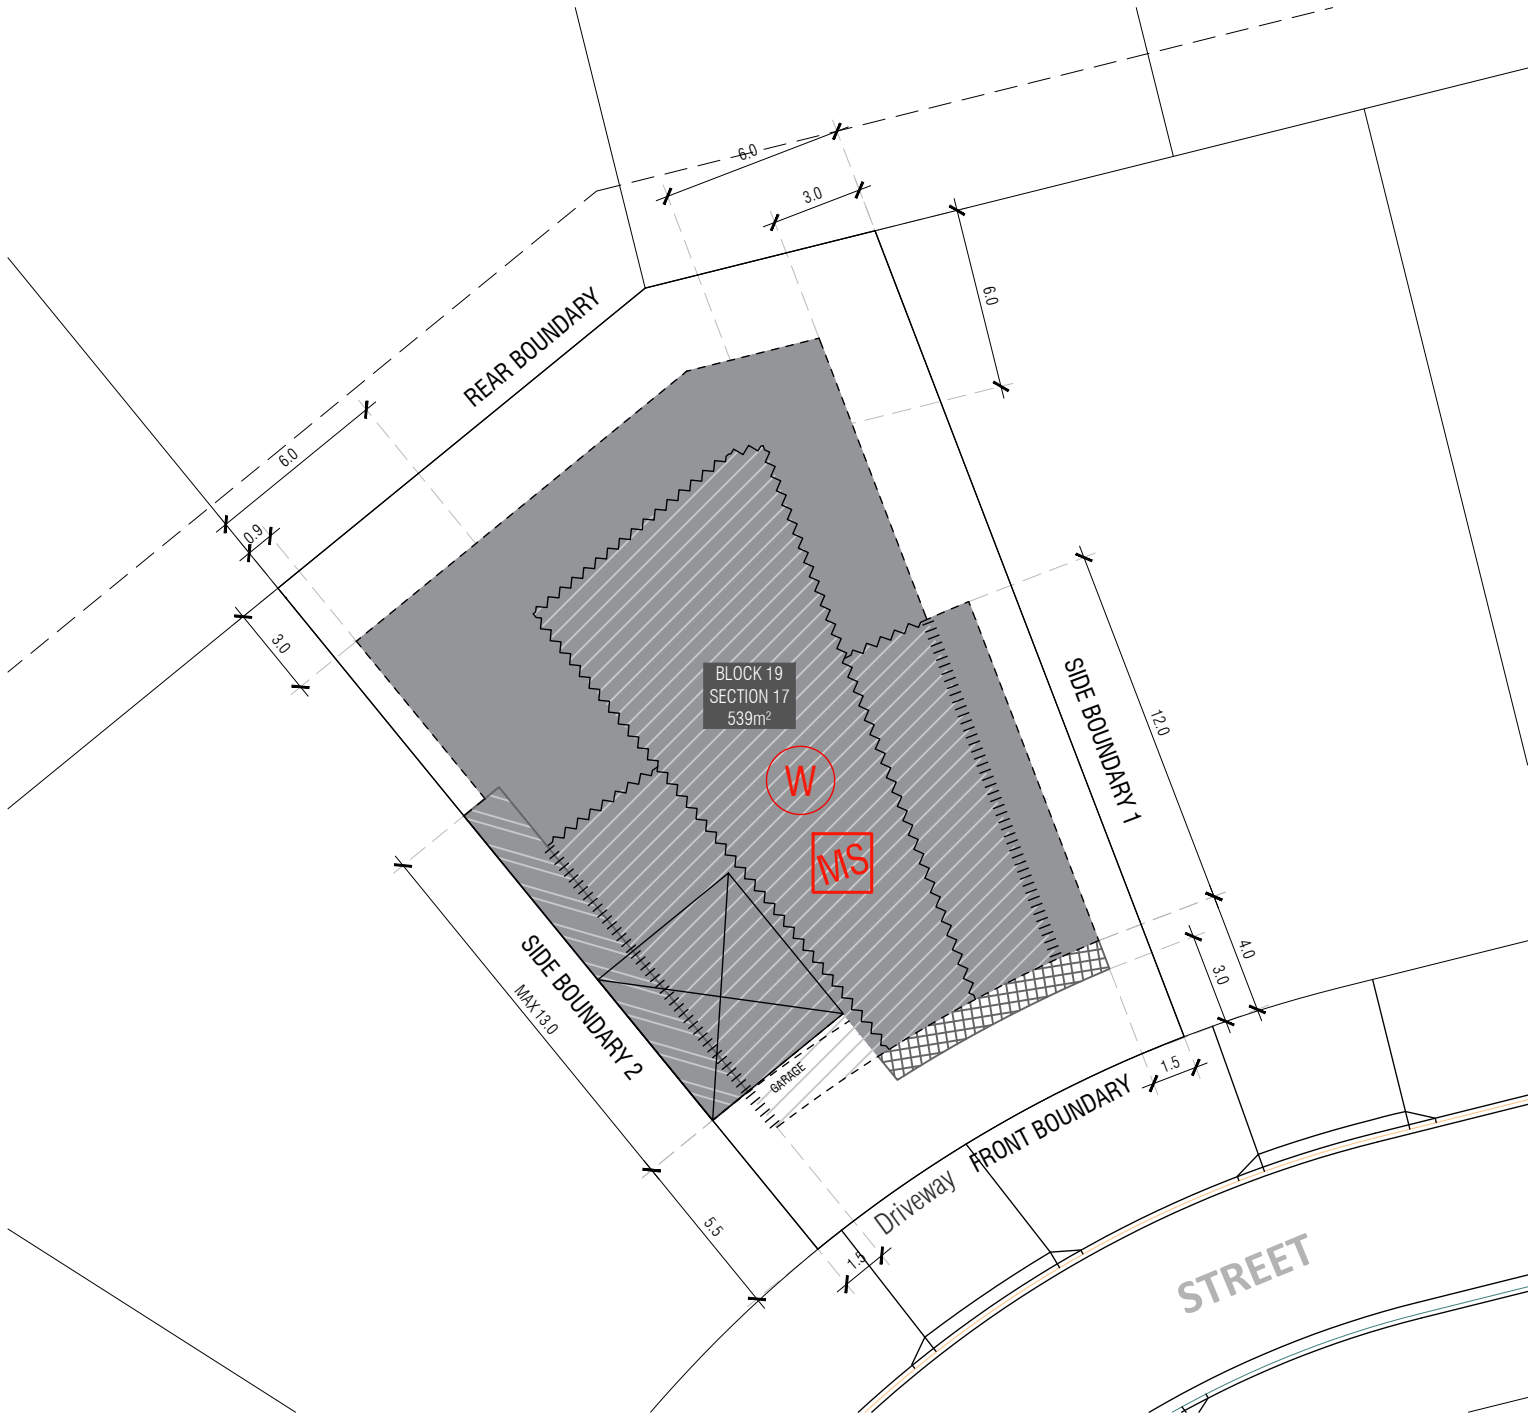 6.0
3.0
6.0
REAR BOUNDARY
6.0
0.9
3.0
BLOCK 19
SECTION 17
539m²
W
MS
SIDE BOUNDARY 1
12.0
4.0
3.0
1.5
SIDE BOUNDARY 2
MAX 13.0
GARAGE
FRONT BOUNDARY
Driveway
5.5
1.5
STREET